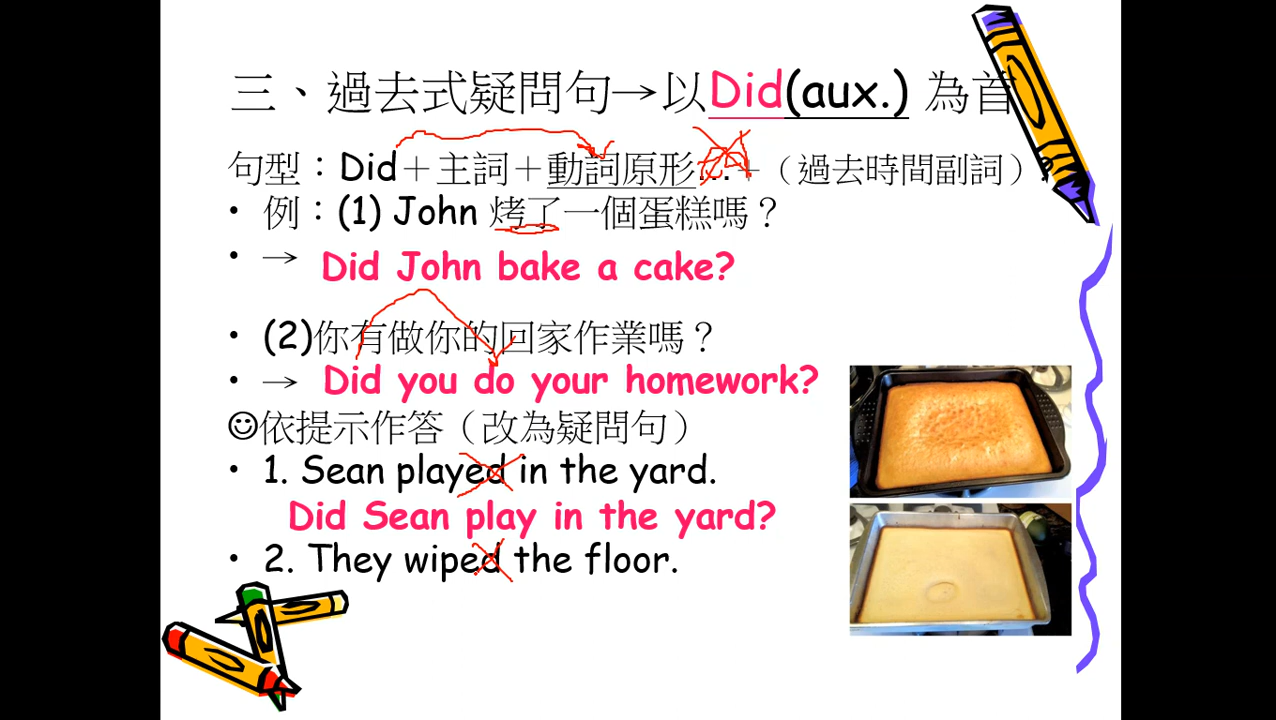 三、過去式疑問句→以Did(aux.) 為首
句型：Did＋主詞＋動詞原形…＋（過去時間副詞）?
• 例：(1) John 烤了一個蛋糕嗎？
• → Did John bake a cake?
• (2)你有做你的回家作業嗎？
• → Did you do your homework?
☺依提示作答（改為疑問句）
• 1. Sean played in the yard.
Did Sean play in the yard?
• 2. They wiped the floor.